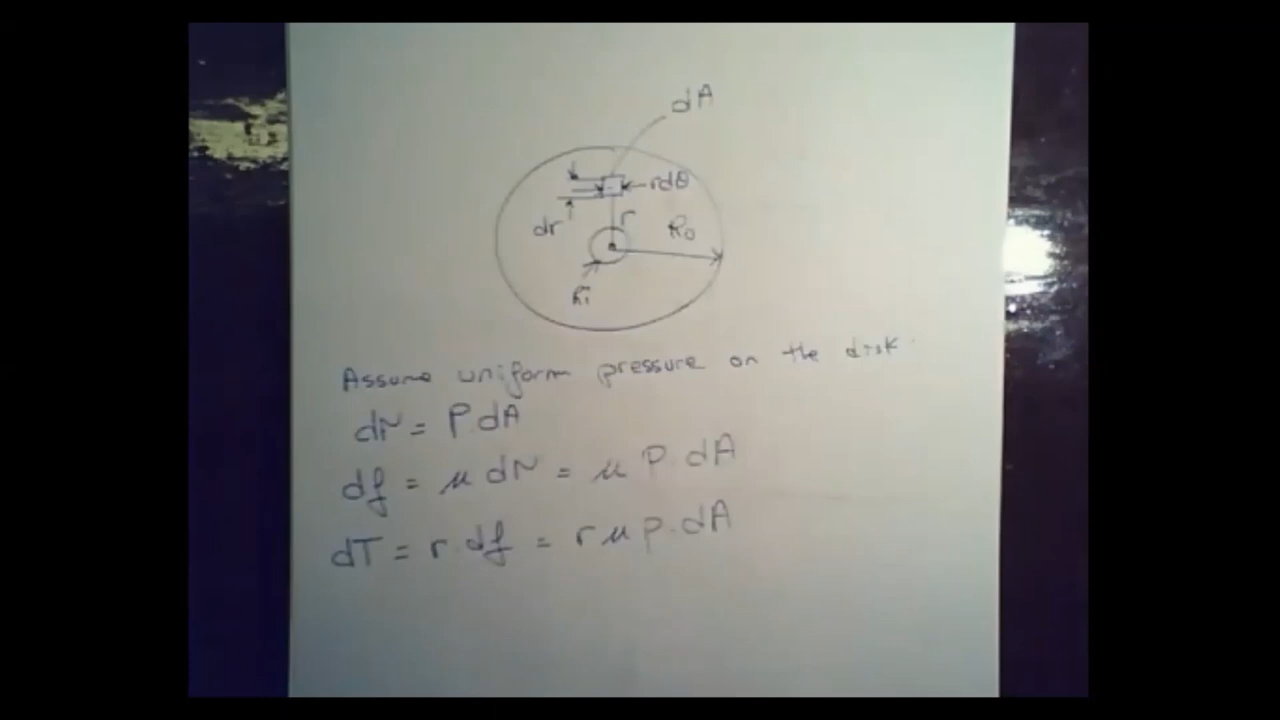 dA
rdθ
dr
r
Ro
Ri
Assume uniform pressure on the disk.
dN = P.dA
df = μ dN = μ P.dA
dT = r.df = r μ P.dA